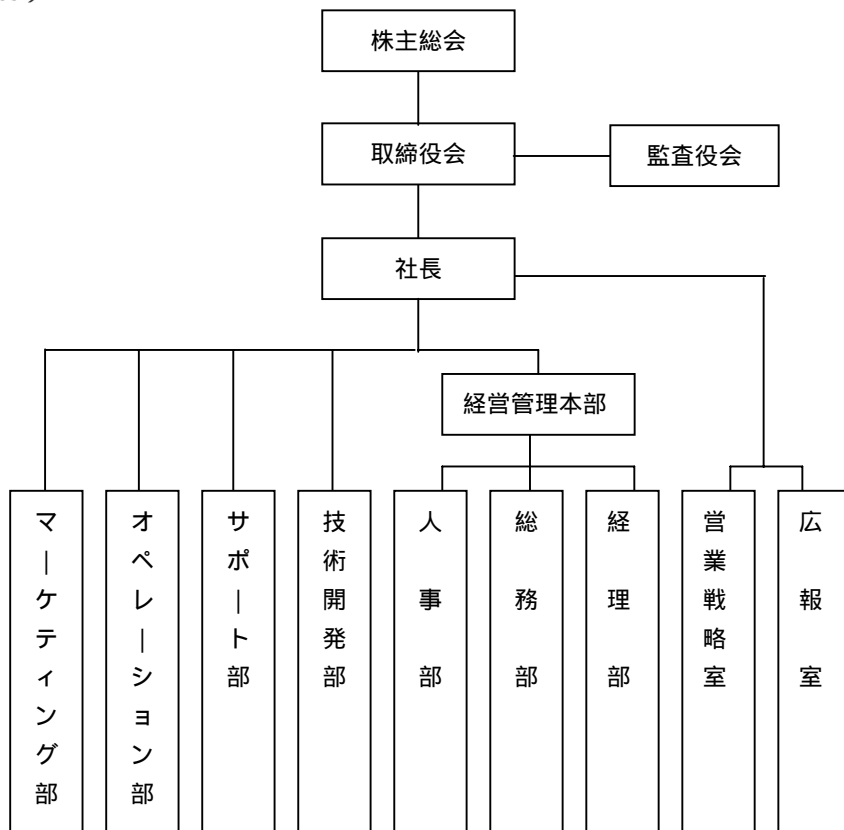 株主総会
取締役会
監査役会
社長
経営管理本部
マーケティング部
オペレーション部
サポート部
技術開発部
人事部
総務部
経理部
営業戦略室
広報室